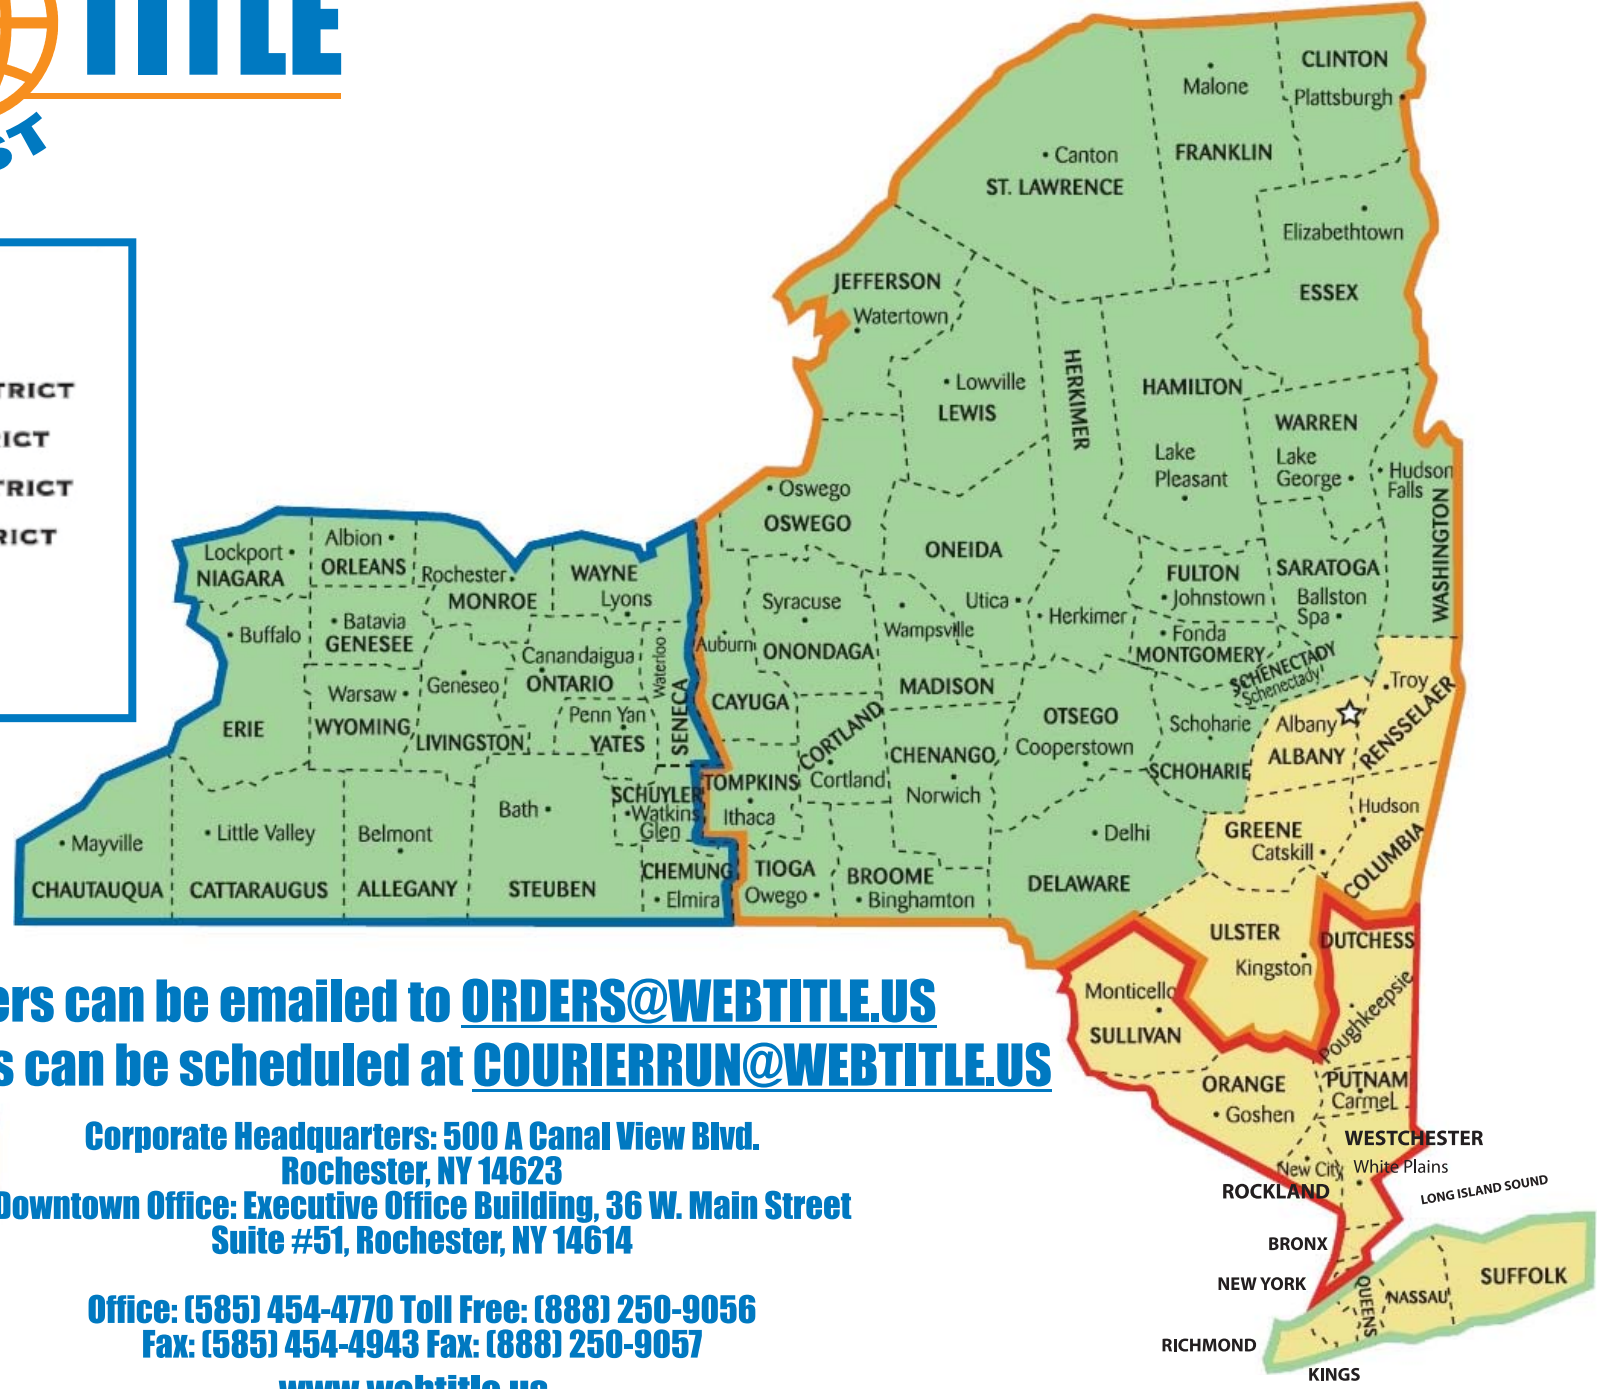 TITLE
ST
TRICT
ICT
TRICT
RICT
CLINTON
Malone
Plattsburgh
FRANKLIN
Canton
ST. LAWRENCE
Elizabethtown
ESSEX
JEFFERSON
Watertown
HERKIMER
Lowville
LEWIS
HAMILTON
WARREN
Lake
Pleasant
Lake
George
Hudson
Falls
WASHINGTON
Oswego
OSWEGO
ONEIDA
Utica
Herkimer
FULTON
Johnstown
SARATOGA
Ballston
Spa
Fonda
MONTGOMERY
SCHENECTADY
Schenectady
Lockport
NIAGARA
Albion
ORLEANS
Rochester
MONROE
WAYNE
Lyons
Buffalo
Batavia
GENESEE
Canandaigua
ONTARIO
Waterloo
SENECA
Auburn
Syracuse
ONONDAGA
Wampsville
MADISON
CAYUGA
Warsaw
WYOMING
Geneseo
LIVINGSTON
Penn Yan
YATES
ERIE
CORTLAND
Cortland
CHENANGO
Norwich
OTSEGO
Cooperstown
Schoharie
SCHOHARIE
Albany
ALBANY
Troy
RENSSELAER
TOMPKINS
Ithaca
SCHUYLER
Watkins
Glen
Bath
Mayville
CHAUTAUQUA
Little Valley
CATTARAUGUS
Belmont
ALLEGANY
STEUBEN
CHEMUNG
Elmira
TIOGA
Owego
BROOME
Binghamton
Delhi
DELAWARE
GREENE
Catskill
Hudson
COLUMBIA
ULSTER
Kingston
DUTCHESS
Poughkeepsie
Monticello
SULLIVAN
ORANGE
Goshen
PUTNAM
Carmel
WESTCHESTER
White Plains
New City
ROCKLAND
LONG ISLAND SOUND
BRONX
NEW YORK
QUEENS
NASSAU
SUFFOLK
RICHMOND
KINGS
ers can be emailed to ORDERS@WEBTITLE.US
s can be scheduled at COURIERRUN@WEBTITLE.US
Corporate Headquarters: 500 A Canal View Blvd.
Rochester, NY 14623
Downtown Office: Executive Office Building, 36 W. Main Street
Suite #51, Rochester, NY 14614
Office: (585) 454-4770 Toll Free: (888) 250-9056
Fax: (585) 454-4943 Fax: (888) 250-9057
www.webtitle.us